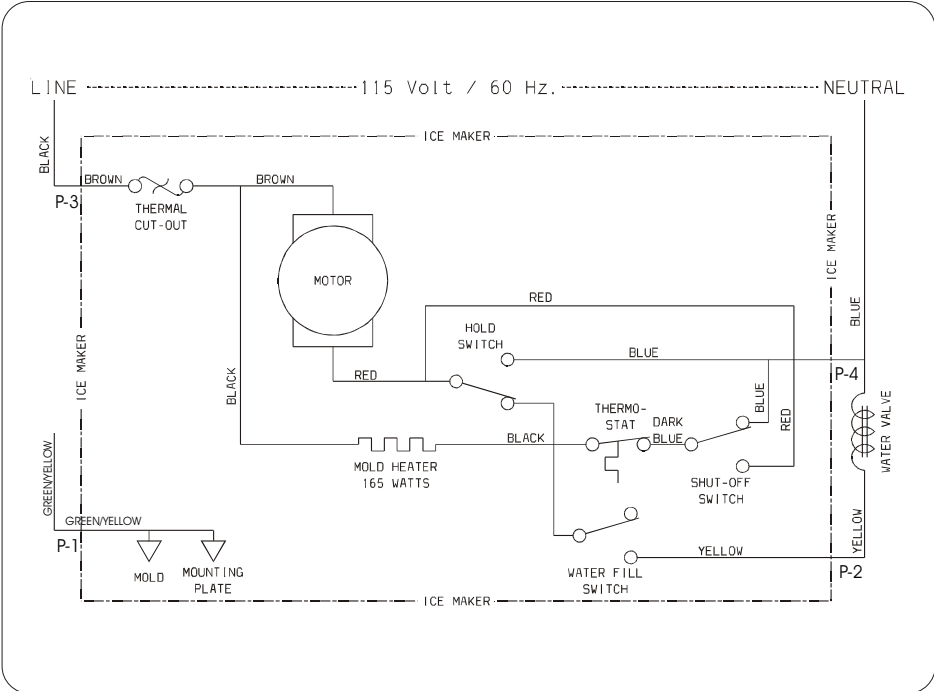 LINE 115 Volt / 60 Hz. NEUTRAL
ICE MAKER
BLACK
BROWN
BROWN
P-3
THERMAL
CUT-OUT
ICE MAKER
MOTOR
RED
BLUE
HOLD
SWITCH
BLUE
ICE MAKER
RED
P-4
BLACK
BLUE
THERMO-
STAT
DARK
BLUE
RED
WATER VALVE
BLACK
MOLD HEATER
165 WATTS
SHUT-OFF
SWITCH
GREEN/YELLOW
GREEN/YELLOW
P-1
YELLOW
YELLOW
MOLD
MOUNTING
PLATE
WATER FILL
SWITCH
P-2
ICE MAKER